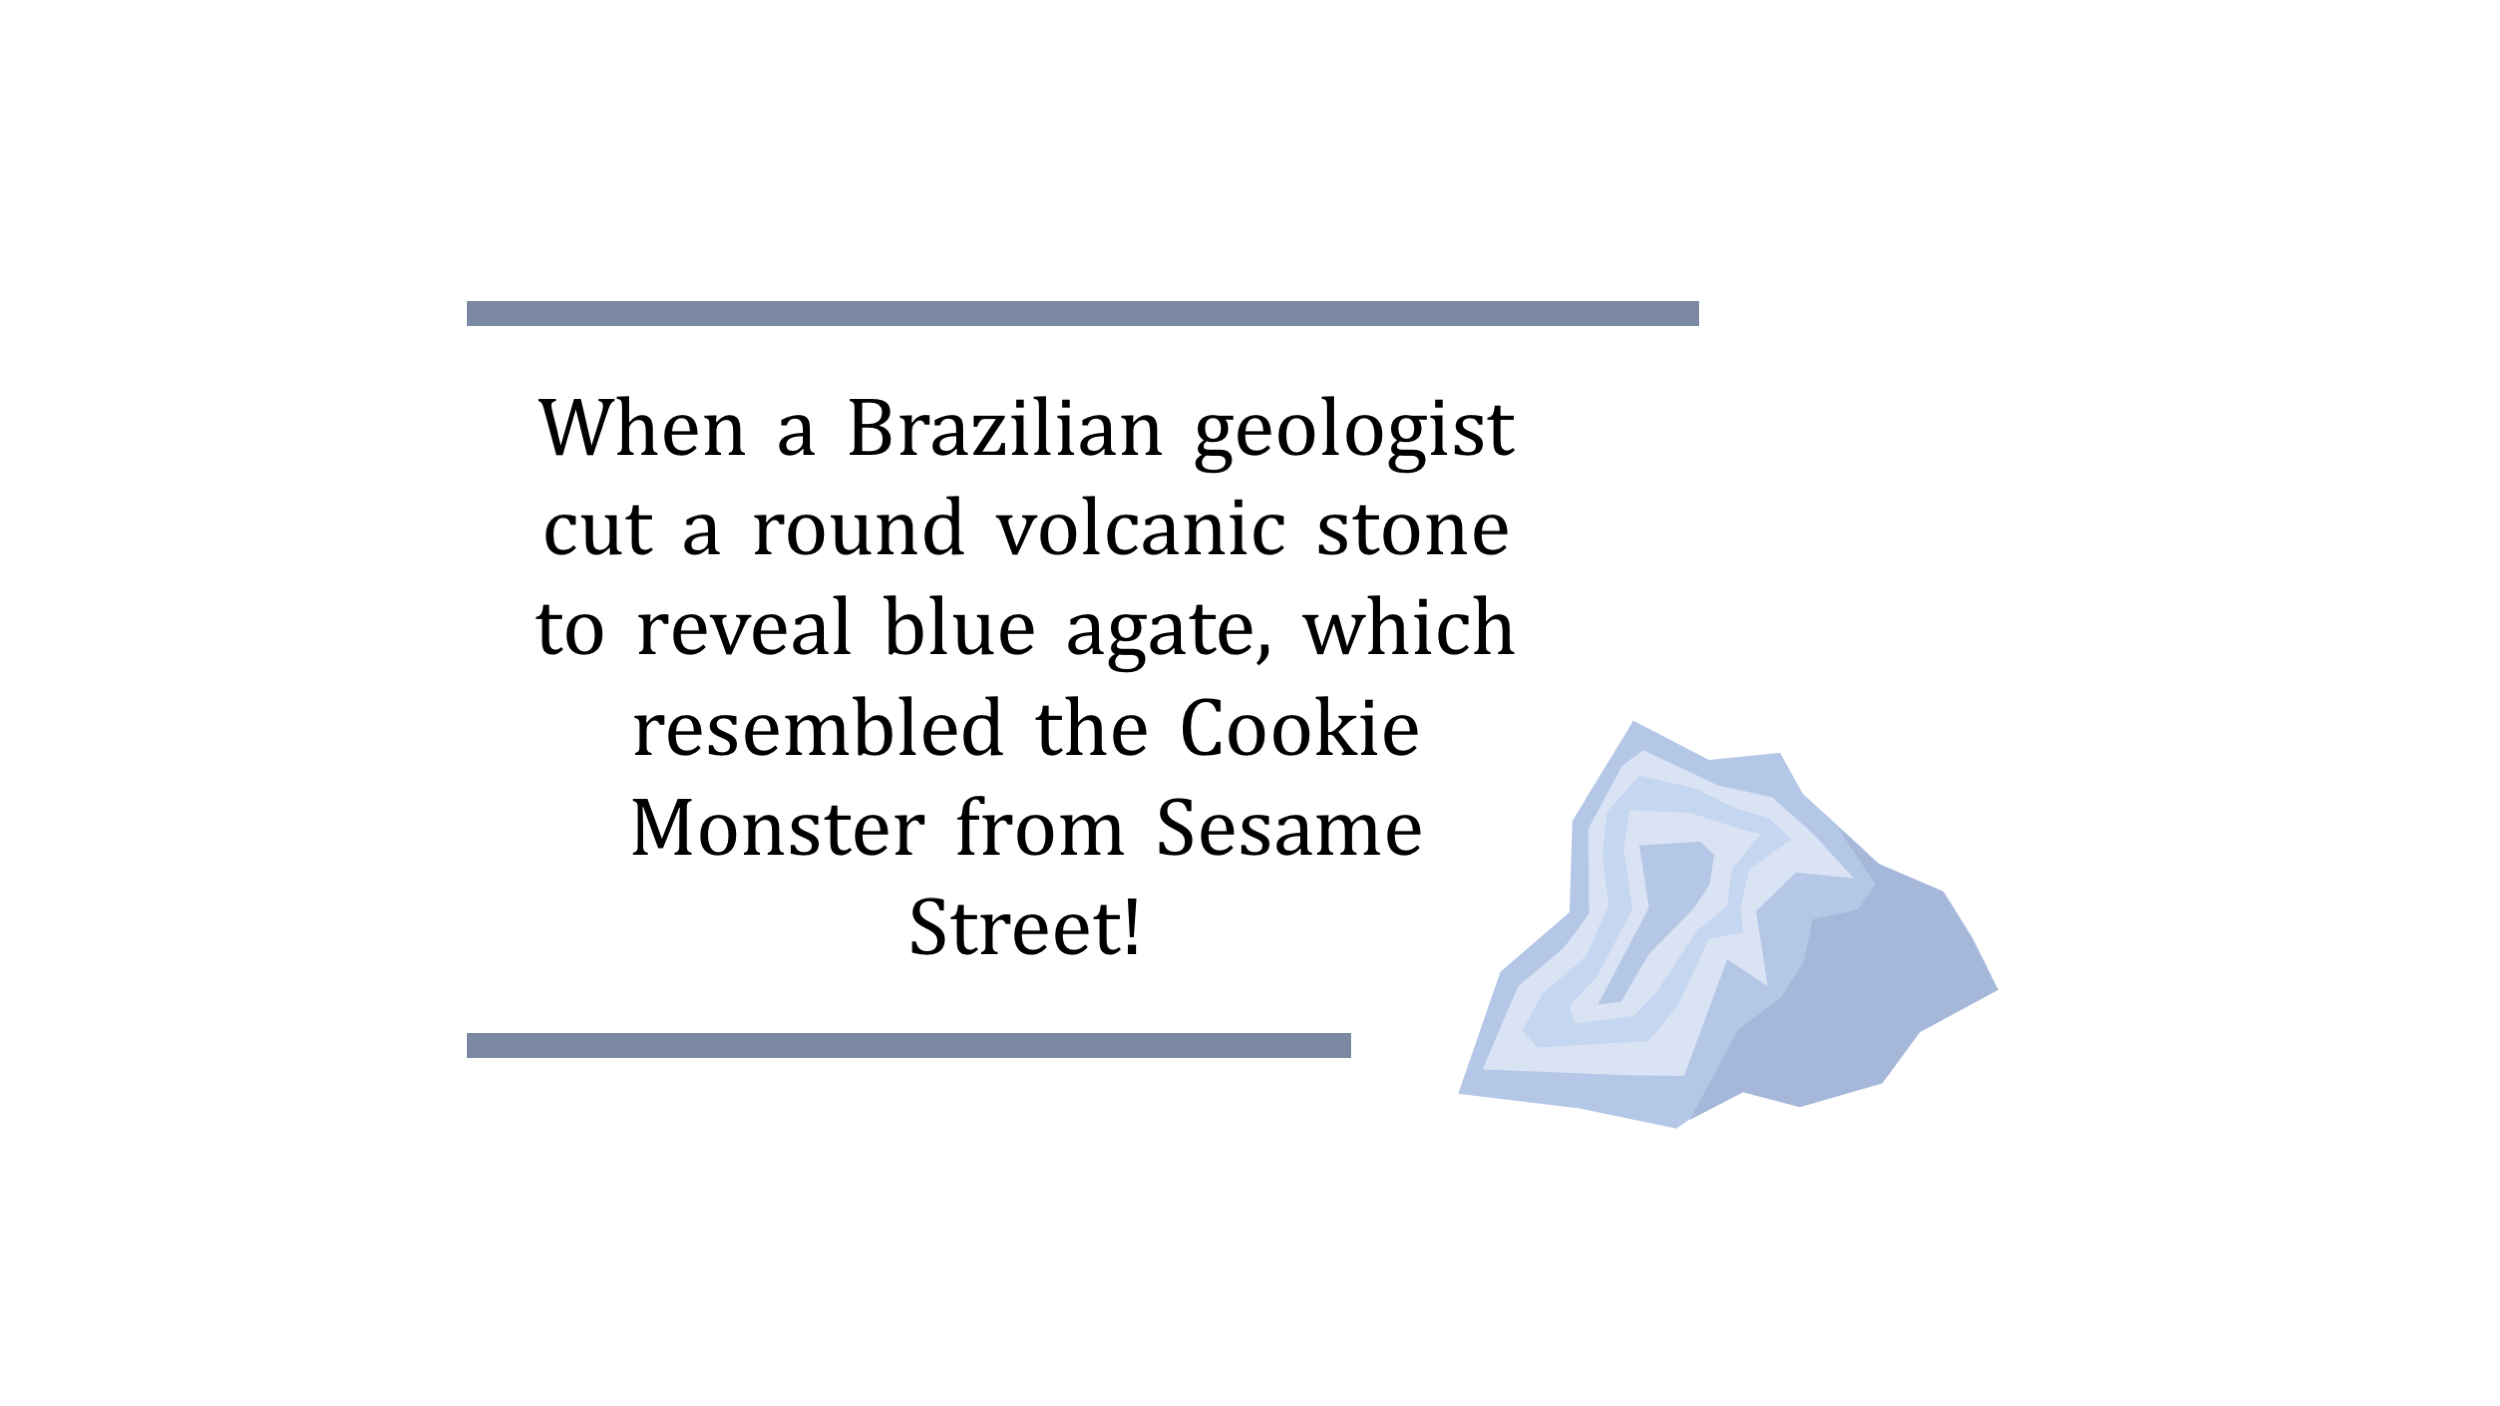 When a Brazilian geologist
cut a round volcanic stone
to reveal blue agate, which
resembled the Cookie
Monster from Sesame
Street!